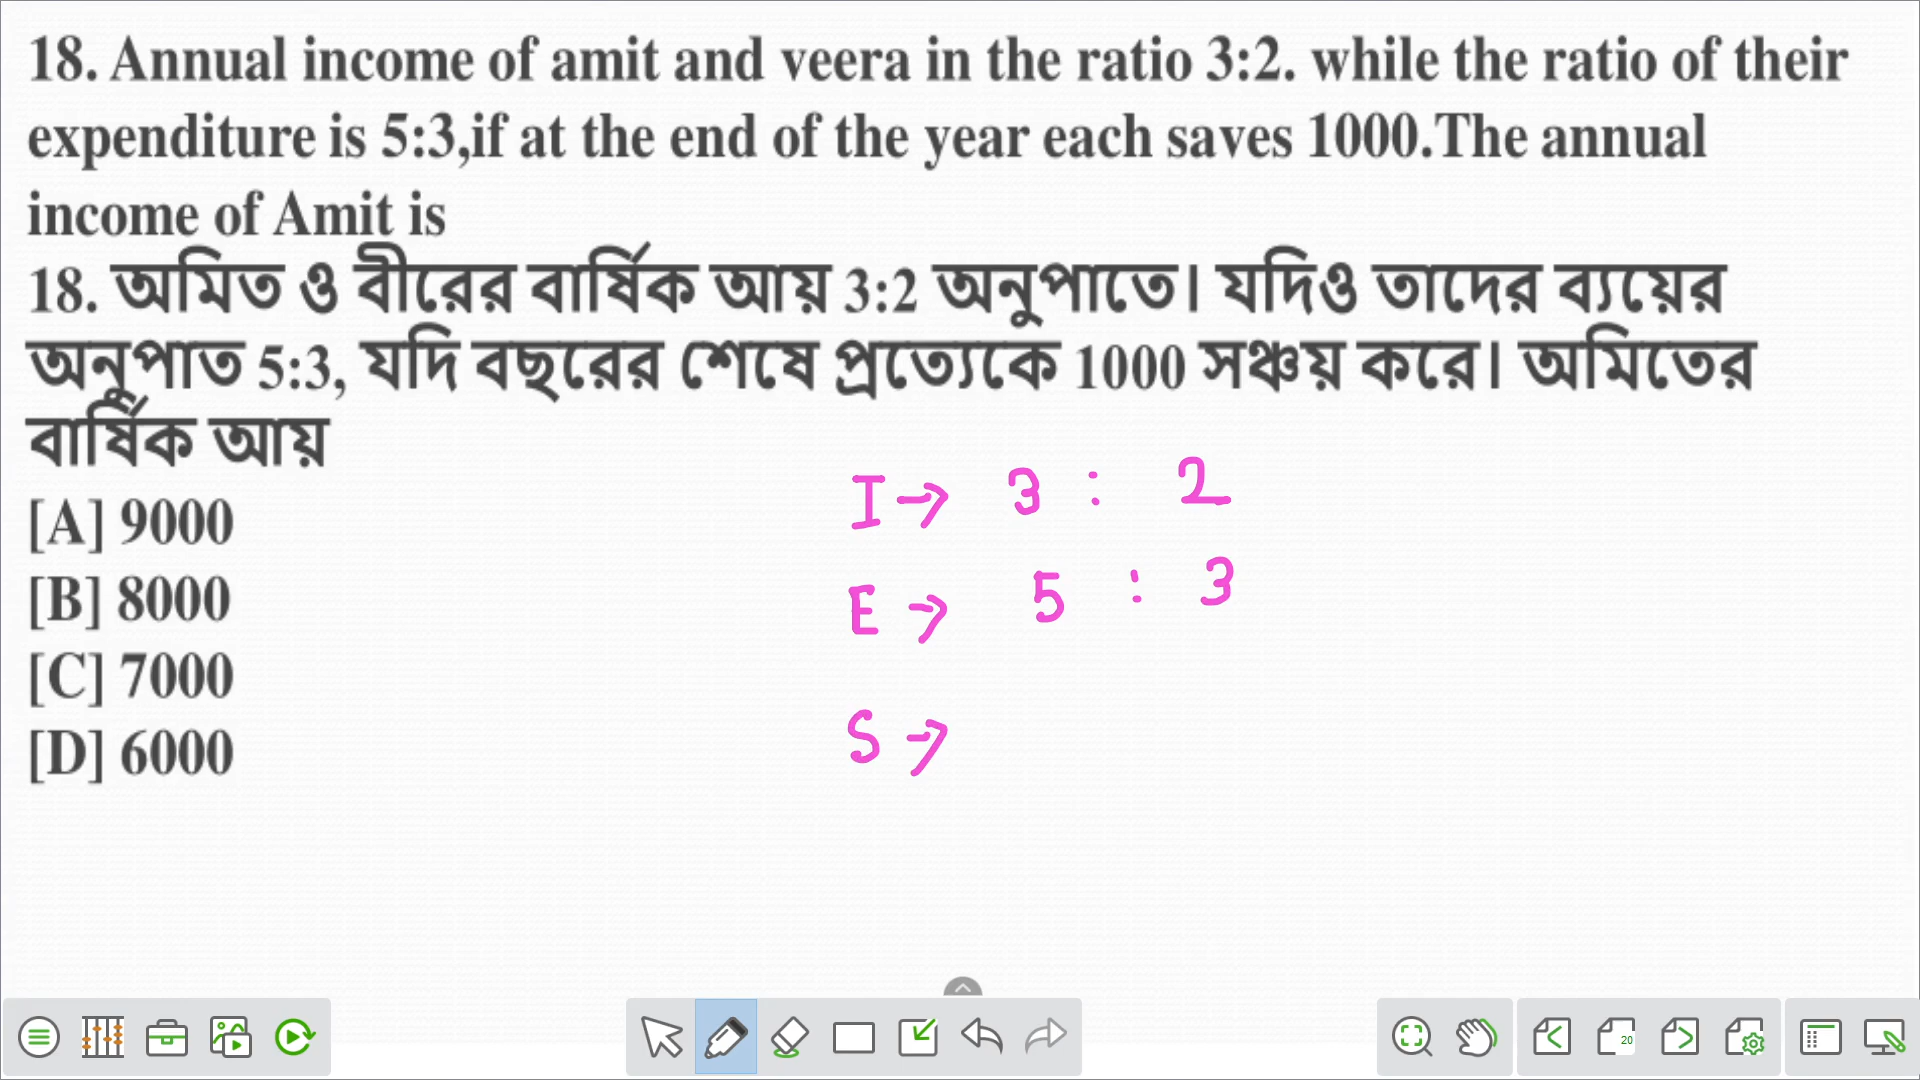 18. Annual income of amit and veera in the ratio 3:2. while the ratio of their
expenditure is 5:3,if at the end of the year each saves 1000.The annual
income of Amit is
18. অমিত ও বীরের বার্ষিক আয় 3:2 অনুপাতে। যদিও তাদের ব্যয়ের
অনুপাত 5:3, যদি বছরের শেষে প্রত্যেকে 1000 সঞ্চয় করে। অমিতের
বার্ষিক আয়
[A] 9000
[B] 8000
[C] 7000
[D] 6000
I → 3 : 2
E → 5 : 3
S →
20